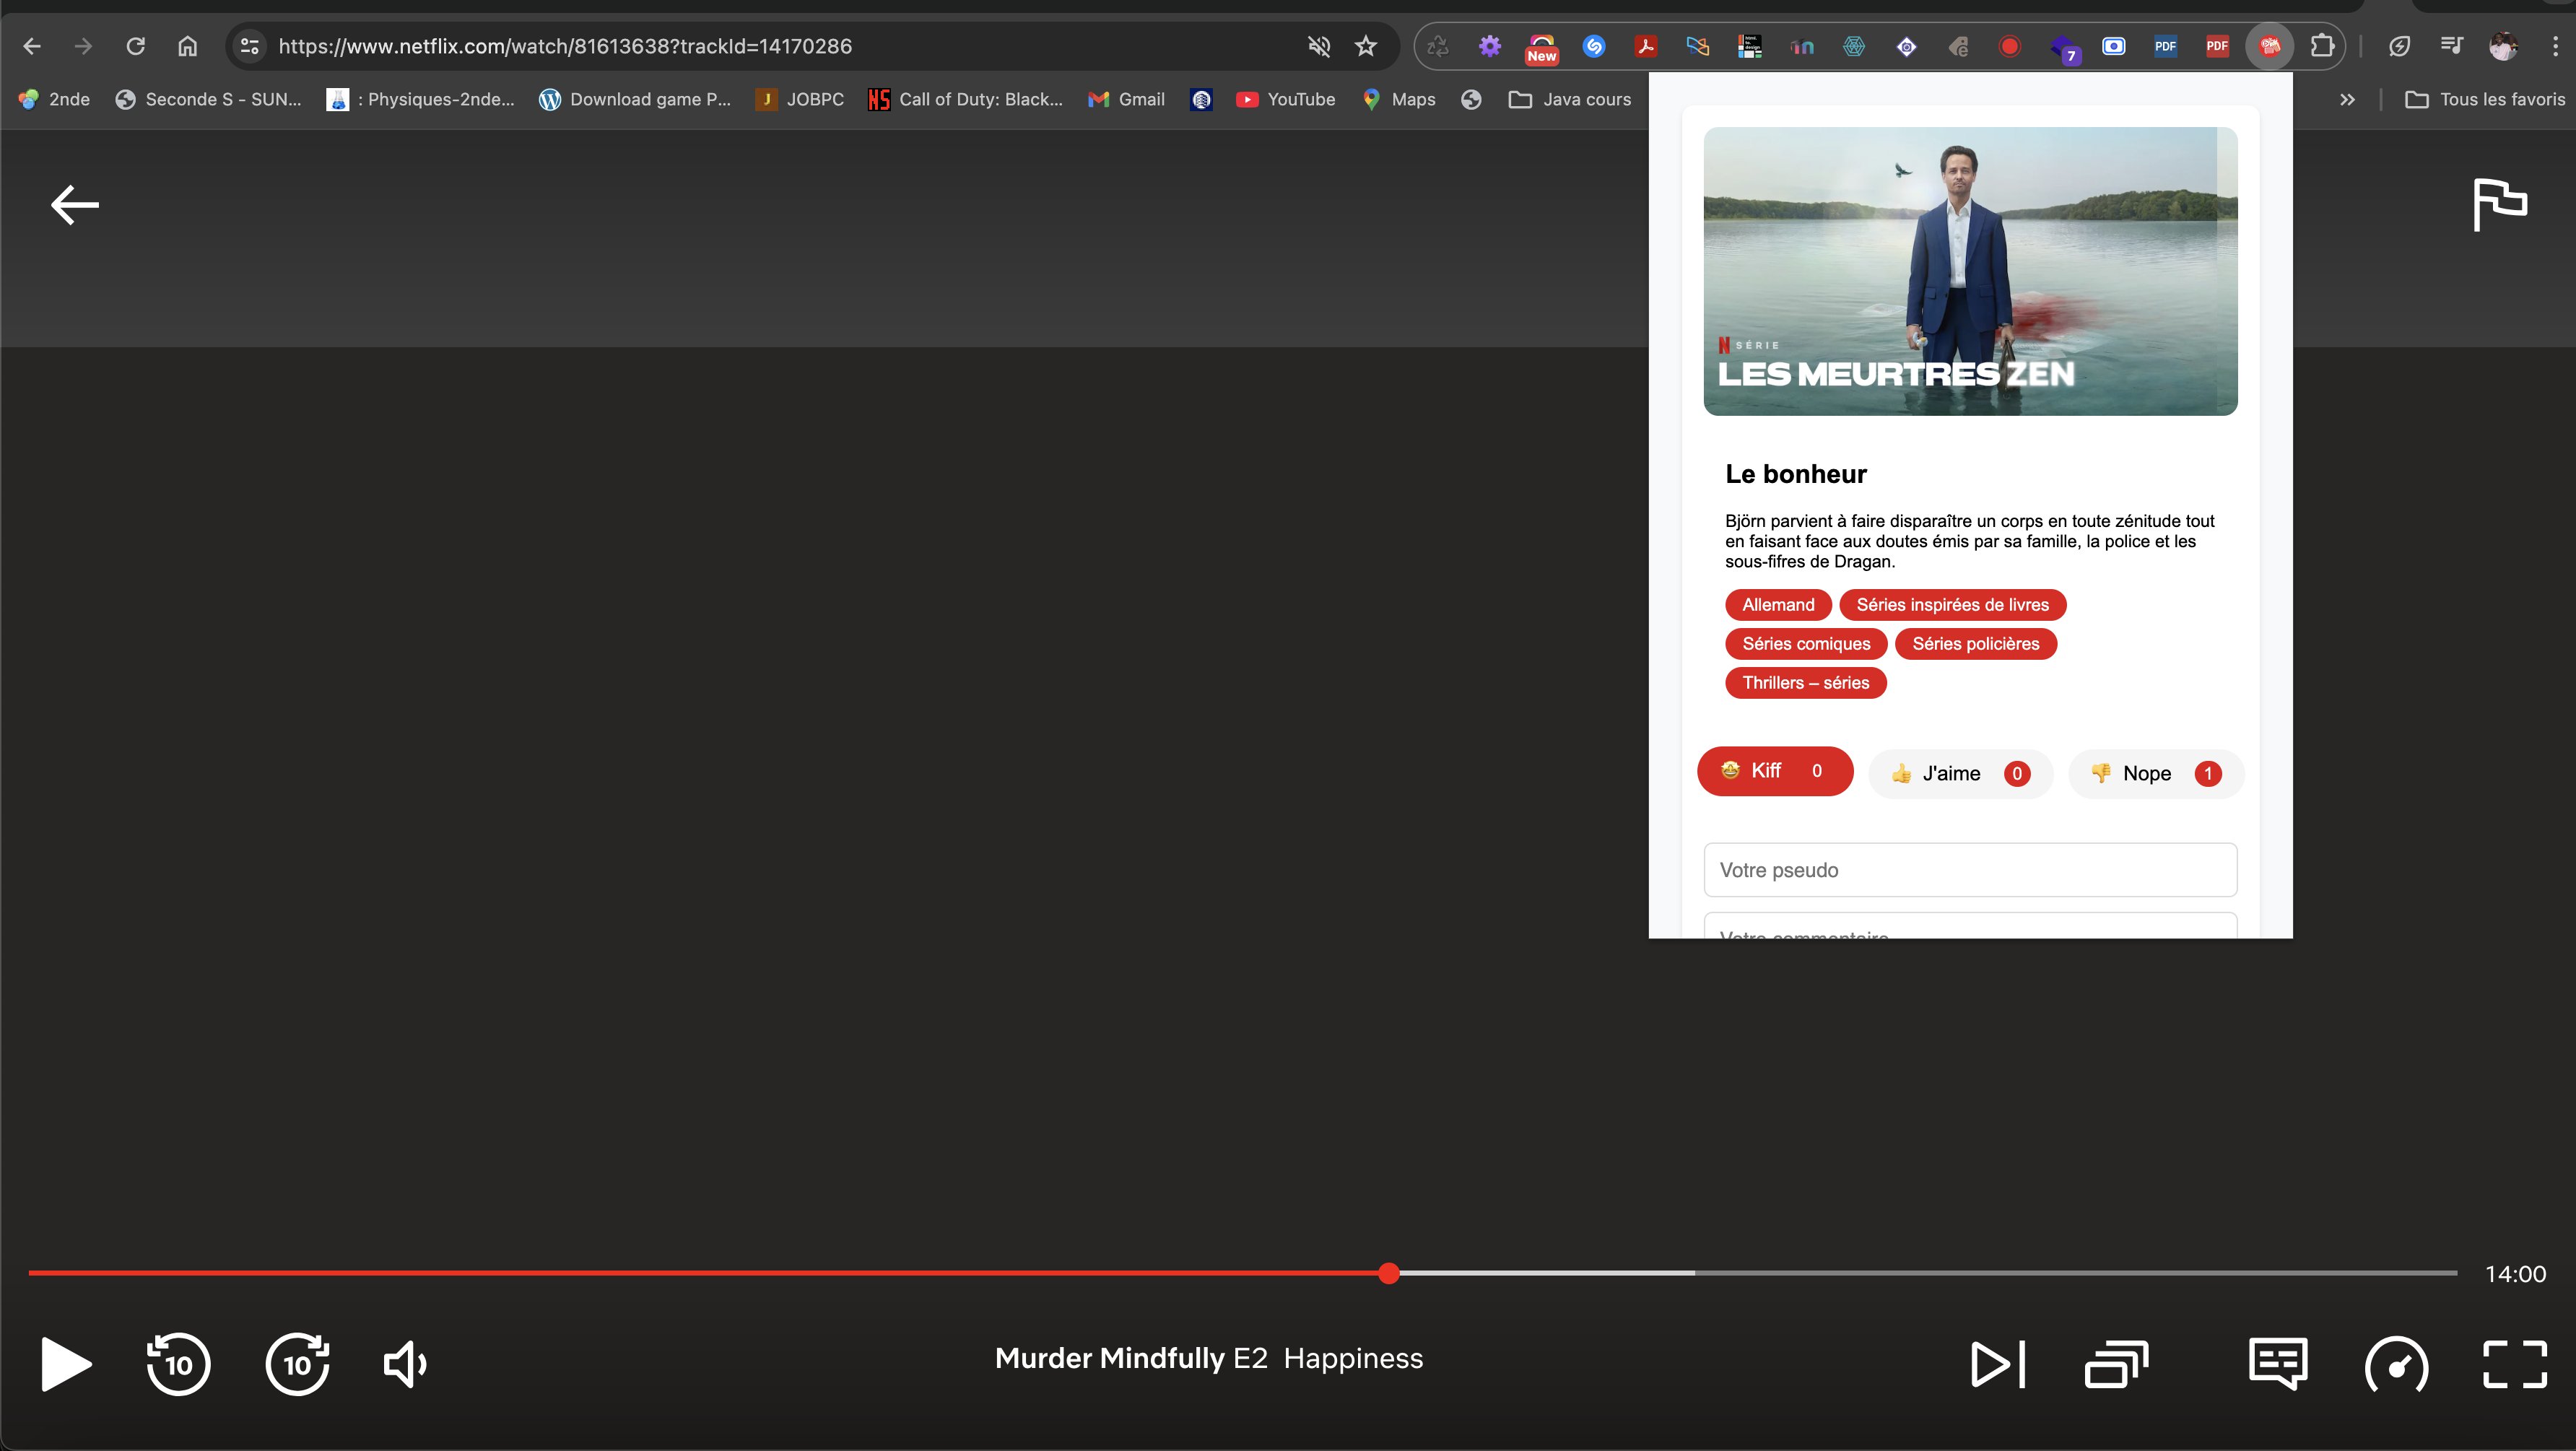 https://www.netflix.com/watch/81613638?trackId=14170286
New
7
PDF
PDF
2nde
Seconde S - SUN...
: Physiques-2nde...
Download game P...
J
JOBPC
NS
Call of Duty: Black...
Gmail
YouTube
Maps
Java cours
Tous les favoris
N SÉRIE
LES MEURTRES ZEN
Le bonheur
Björn parvient à faire disparaître un corps en toute zénitude tout
en faisant face aux doutes émis par sa famille, la police et les
sous-fifres de Dragan.
Allemand
Séries inspirées de livres
Séries comiques
Séries policières
Thrillers – séries
Kiff 0
J'aime 0
Nope 1
Votre pseudo
Votre commentaire
14:00
10
10
Murder Mindfully E2 Happiness